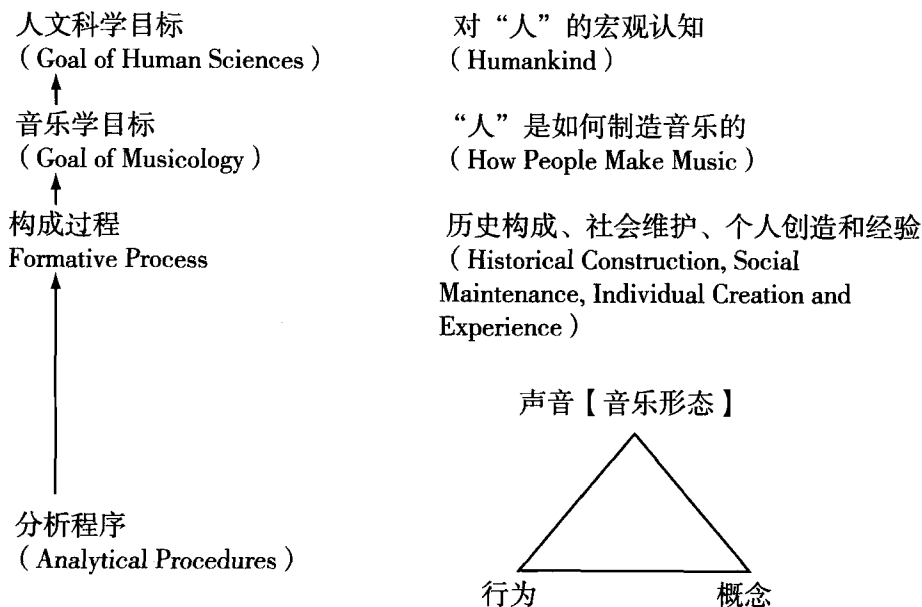 人文科学目标
（Goal of Human Sciences）
对“人”的宏观认知
（Humankind）
音乐学目标
（Goal of Musicology）
“人”是如何制造音乐的
（How People Make Music）
构成过程
Formative Process
历史构成、社会维护、个人创造和经验
（Historical Construction, Social
Maintenance, Individual Creation and
Experience）
声音【音乐形态】
分析程序
（Analytical Procedures）
行为
概念